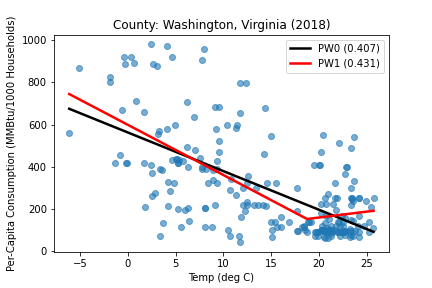 County: Washington, Virginia (2018)
PW0 (0.407)
PW1 (0.431)
Per-Capita Consumption (MMBtu/1000 Households)
1000
800
600
400
200
0
−5 0 5 10 15 20 25
Temp (deg C)